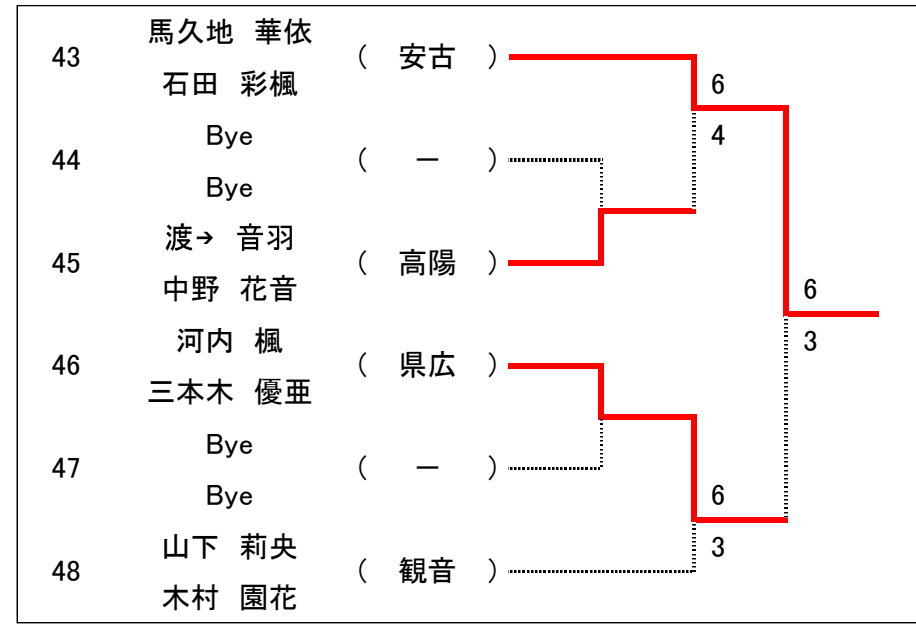 馬久地 華依
43 ( 安古 )
石田 彩楓
6
Bye
4
44 ( ー )
Bye
渡→ 音羽
45 ( 高陽 )
中野 花音
6
河内 楓
3
46 ( 県広 )
三本木 優亜
Bye
47 ( ー )
Bye
6
山下 莉央
3
48 ( 観音 )
木村 園花